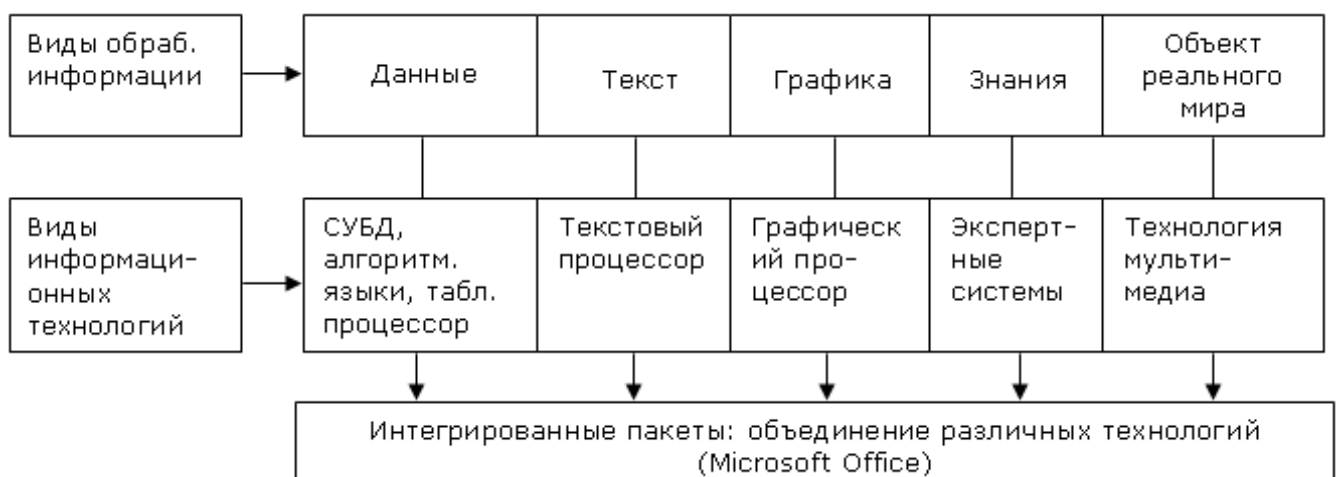 Виды обраб.
информации
Данные
Текст
Графика
Знания
Объект
реального
мира
Виды
информаци-
онных
технологий
СУБД,
алгоритм.
языки, табл.
процессор
Текстовый
процессор
Графическ
ий про-
цессор
Эксперт-
ные
системы
Технология
мульти-
медиа
Интегрированные пакеты: объединение различных технологий
(Microsoft Office)